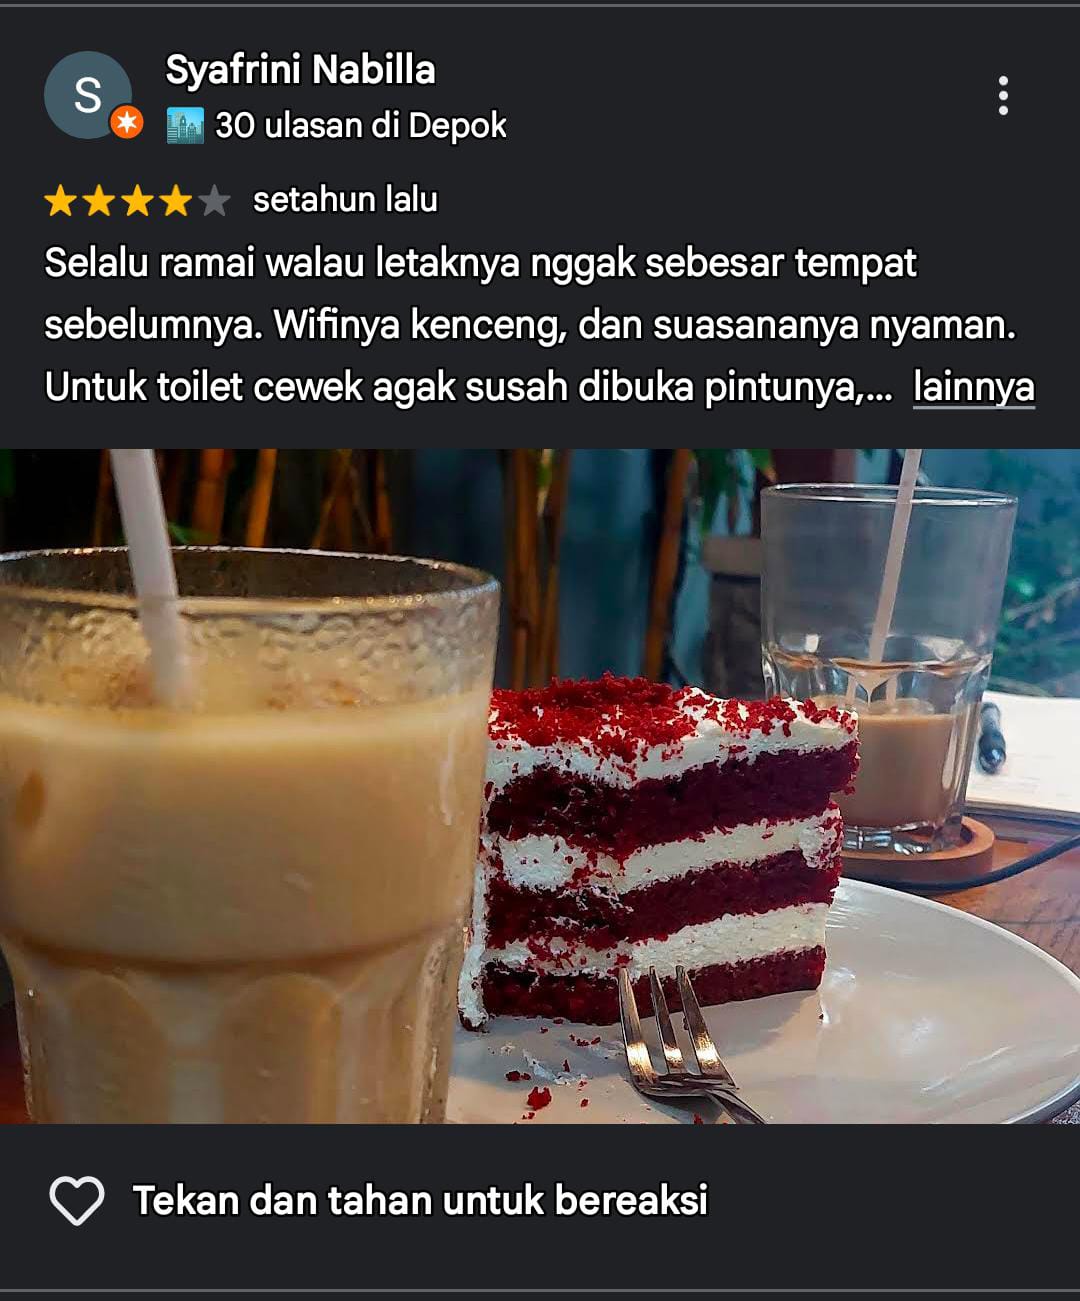 S
Syafrini Nabilla
30 ulasan di Depok
setahun lalu
Selalu ramai walau letaknya nggak sebesar tempat
sebelumnya. Wifinya kenceng, dan suasananya nyaman.
Untuk toilet cewek agak susah dibuka pintunya,... lainnya
Tekan dan tahan untuk bereaksi